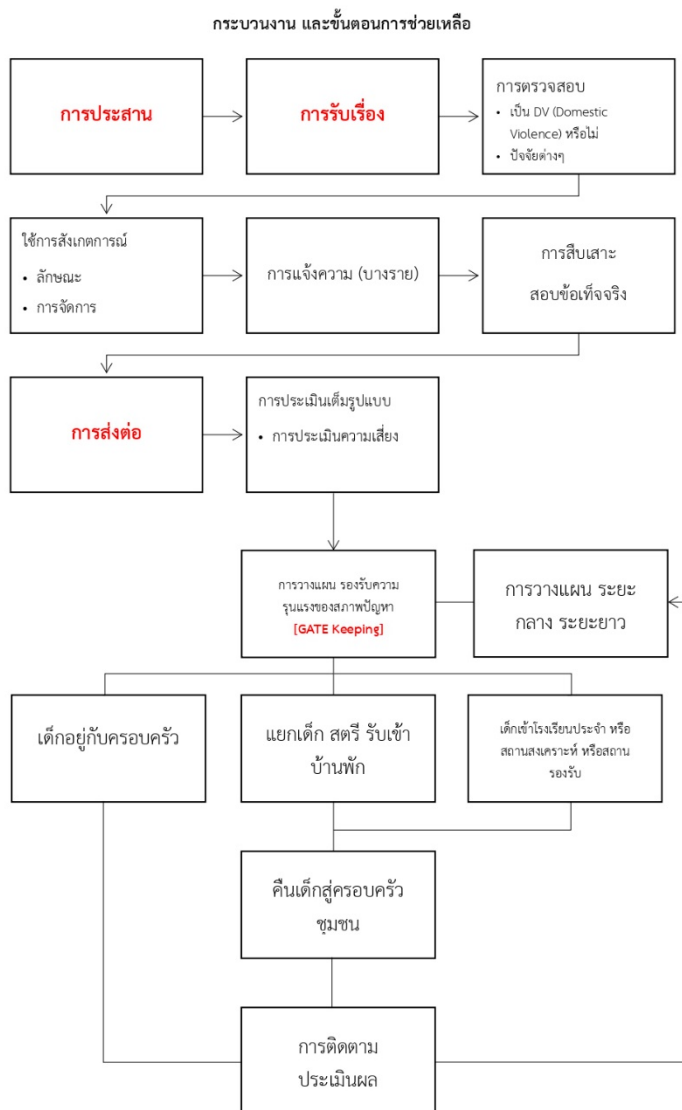 กระบวนงาน และขั้นตอนการช่วยเหลือ
การประสาน
การรับเรื่อง
การตรวจสอบ
• เป็น DV (Domestic
Violence) หรือไม่
• ปัจจัยต่างๆ
ใช้การสังเกตการณ์
• ลักษณะ
• การจัดการ
การแจ้งความ (บางราย)
การสืบเสาะ
สอบข้อเท็จจริง
การส่งต่อ
การประเมินเต็มรูปแบบ
• การประเมินความเสี่ยง
การวางแผน รองรับความ
รุนแรงของสภาพปัญหา
[GATE Keeping]
การวางแผน ระยะ
กลาง ระยะยาว
เด็กอยู่กับครอบครัว
แยกเด็ก สตรี รับเข้า
บ้านพัก
เด็กเข้าโรงเรียนประจำ หรือ
สถานสงเคราะห์ หรือสถาน
รองรับ
คืนเด็กสู่ครอบครัว
ชุมชน
การติดตาม
ประเมินผล